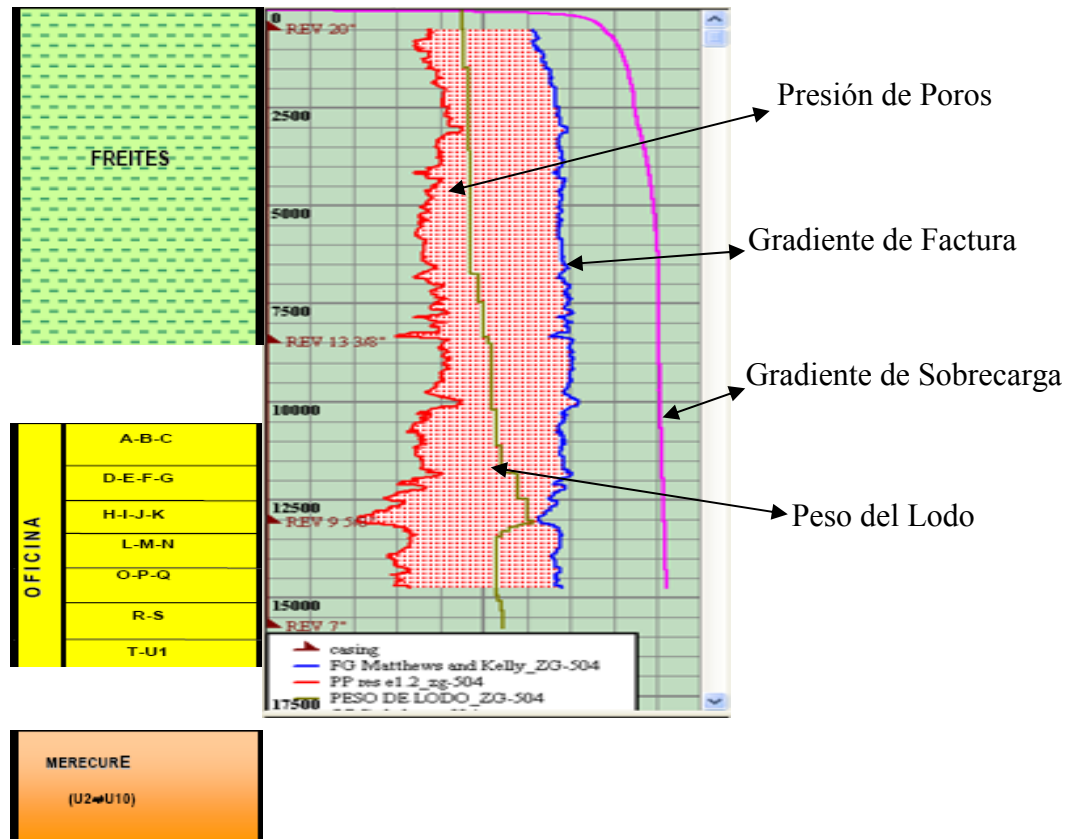 FREITES
0
REV 20"
2500
5000
7500
REV 13 3/8"
10000
12500
REV 9 5/8"
15000
REV 7"
casing
FG Matthews and Kelly_ZG-504
PP res e1.2_zg-504
PESO DE LODO_ZG-504
17500
Presión de Poros
Gradiente de Factura
Gradiente de Sobrecarga
Peso del Lodo
OFICINA
A-B-C
D-E-F-G
H-I-J-K
L-M-N
O-P-Q
R-S
T-U1
MERECURE
(U2➡U10)